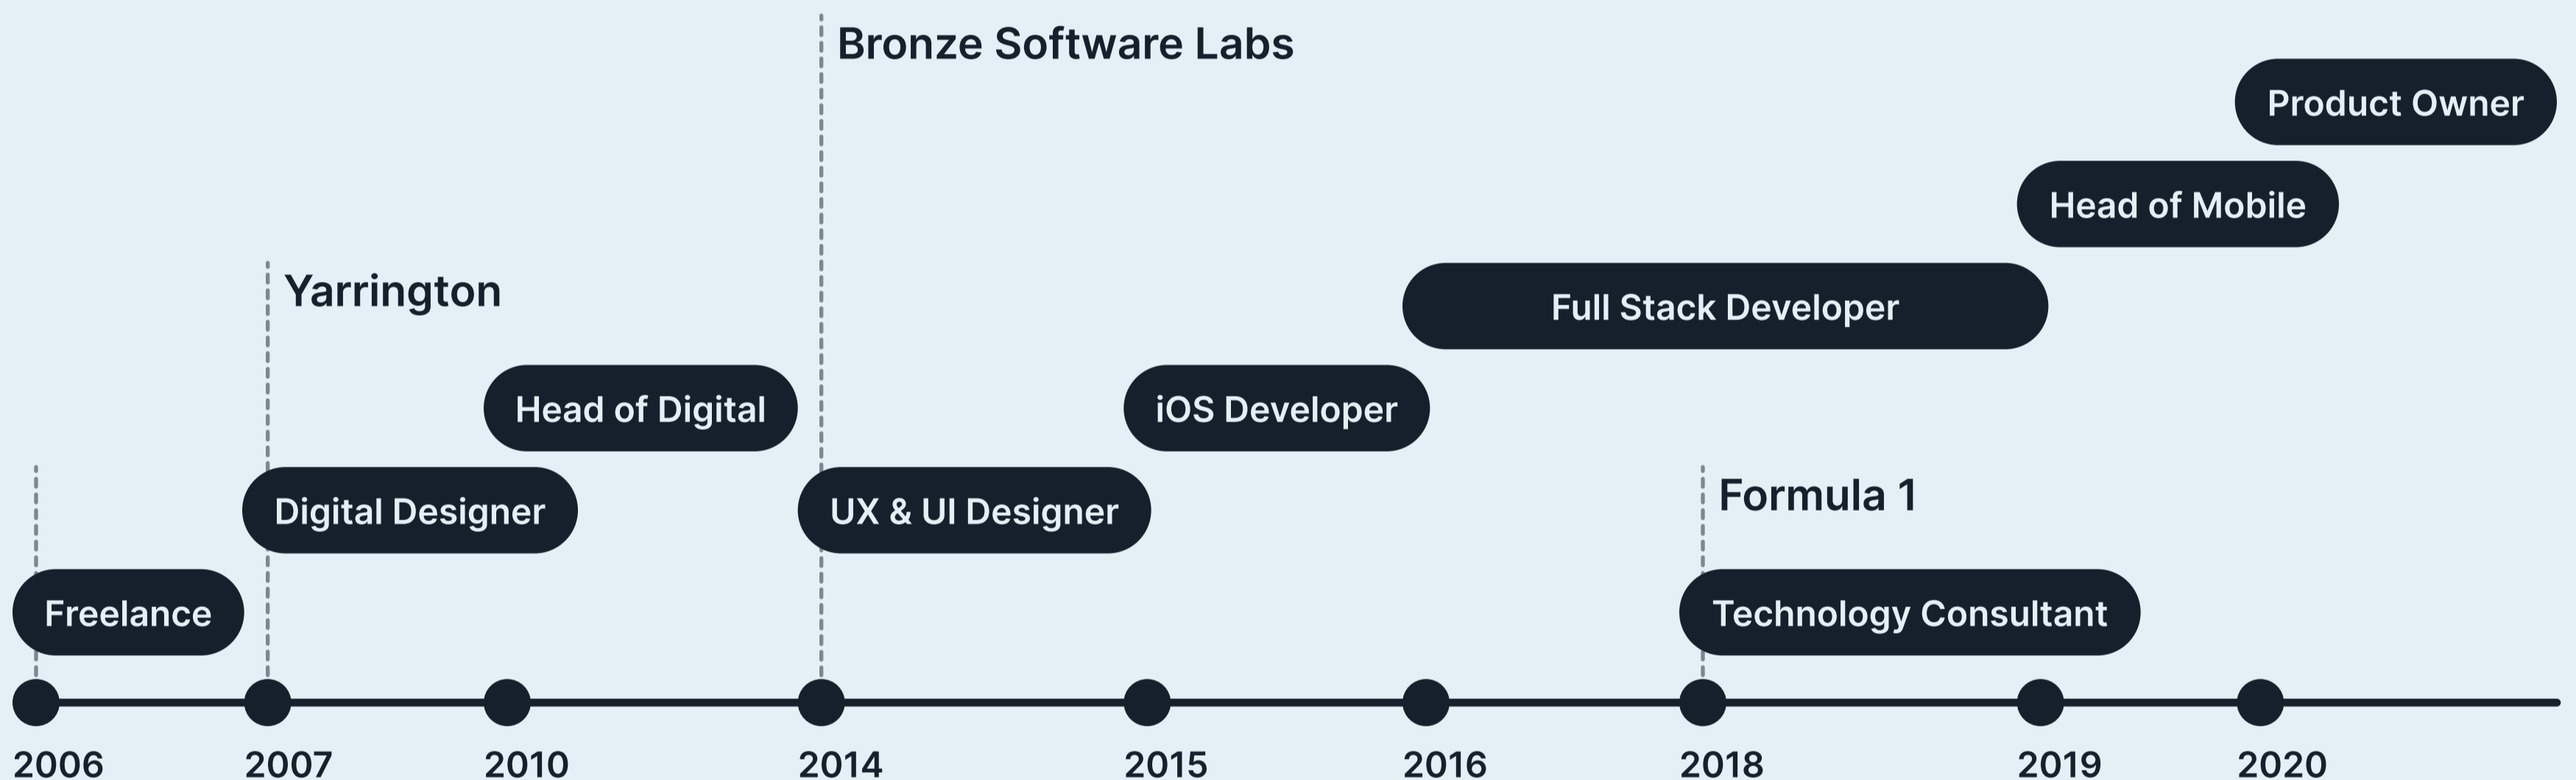 Bronze Software Labs
Product Owner
Head of Mobile
Yarrington
Full Stack Developer
Head of Digital
iOS Developer
Digital Designer
UX & UI Designer
Formula 1
Freelance
Technology Consultant
2006 2007 2010 2014 2015 2016 2018 2019 2020